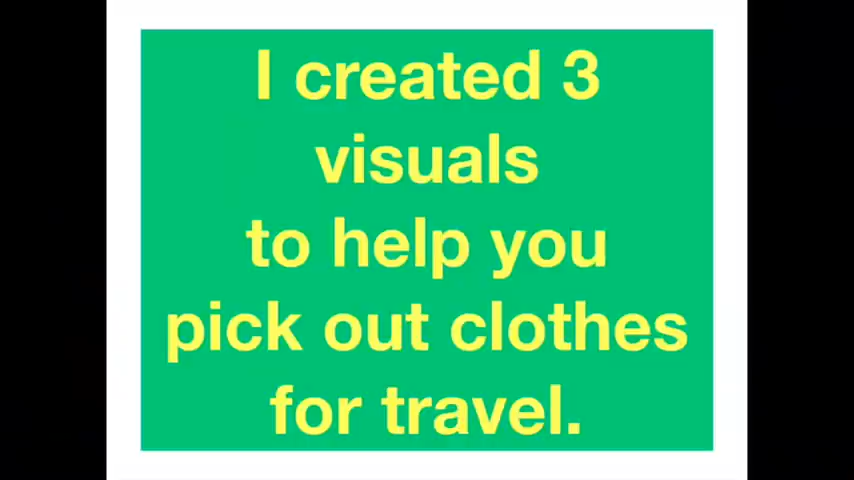 I created 3
visuals
to help you
pick out clothes
for travel.